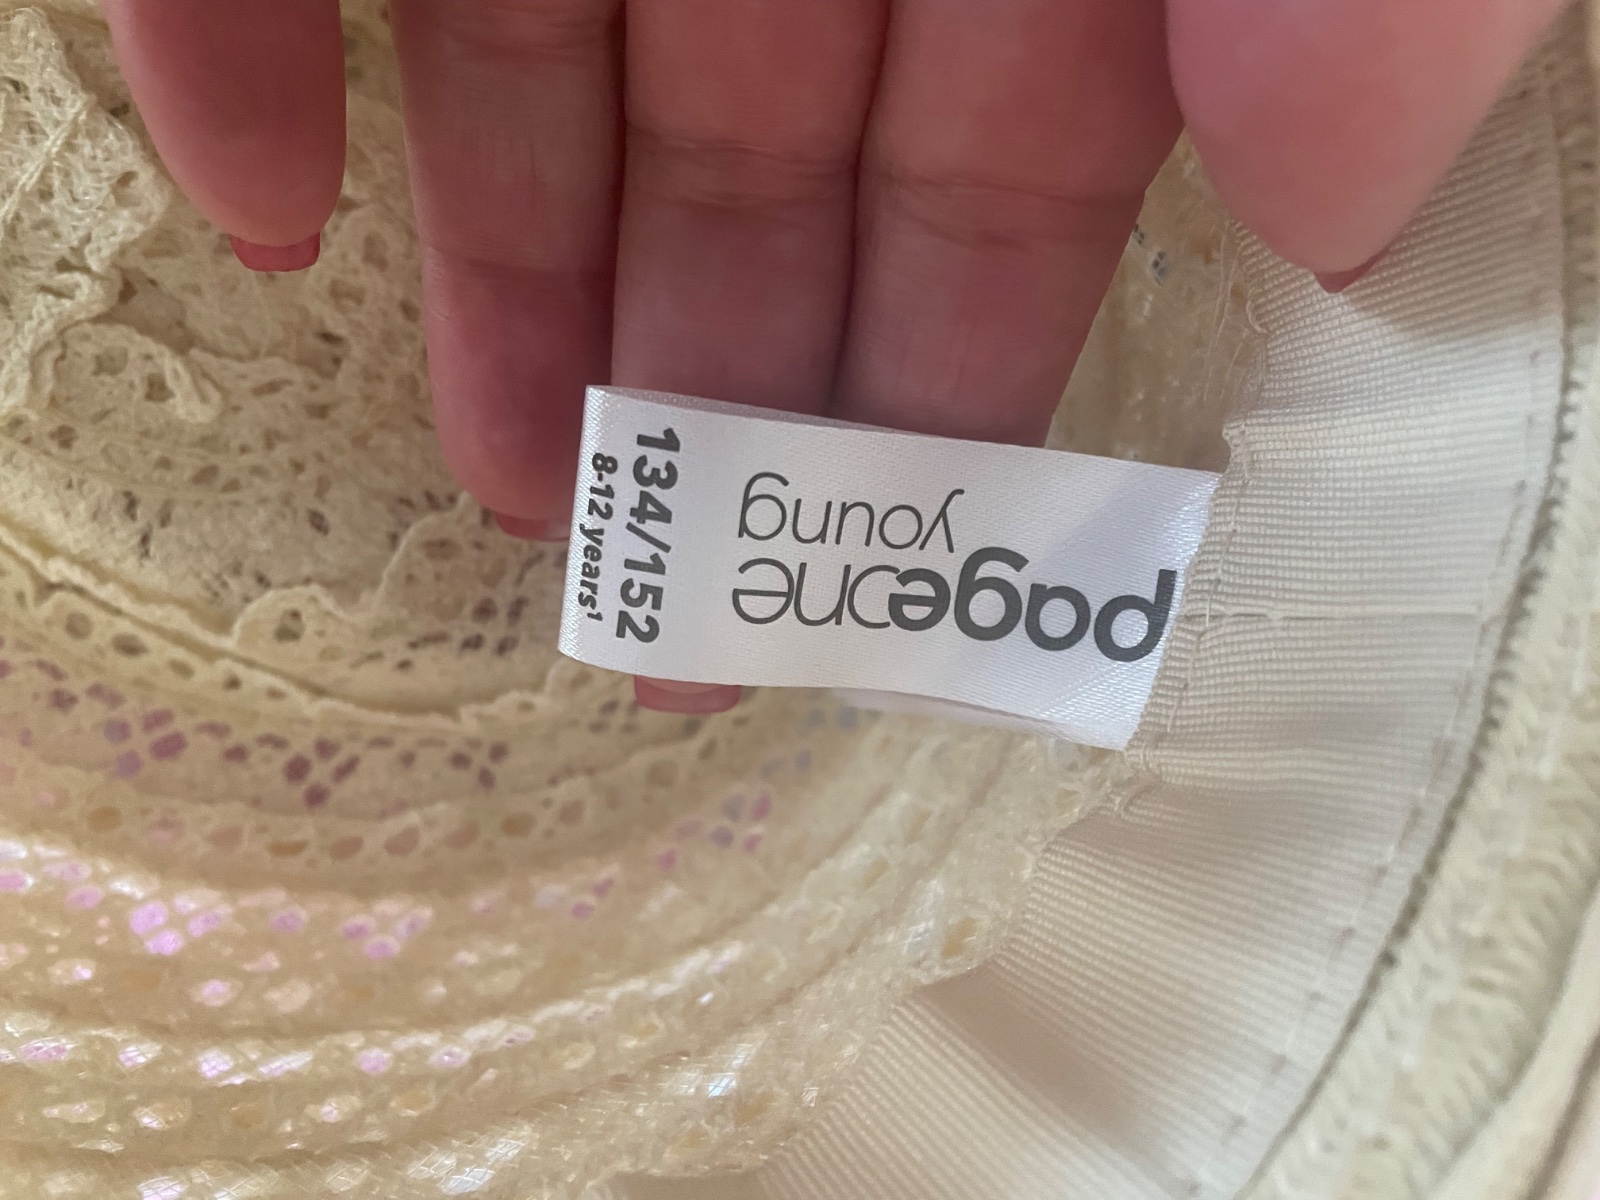 pageone
young
134/152
8-12 years¹